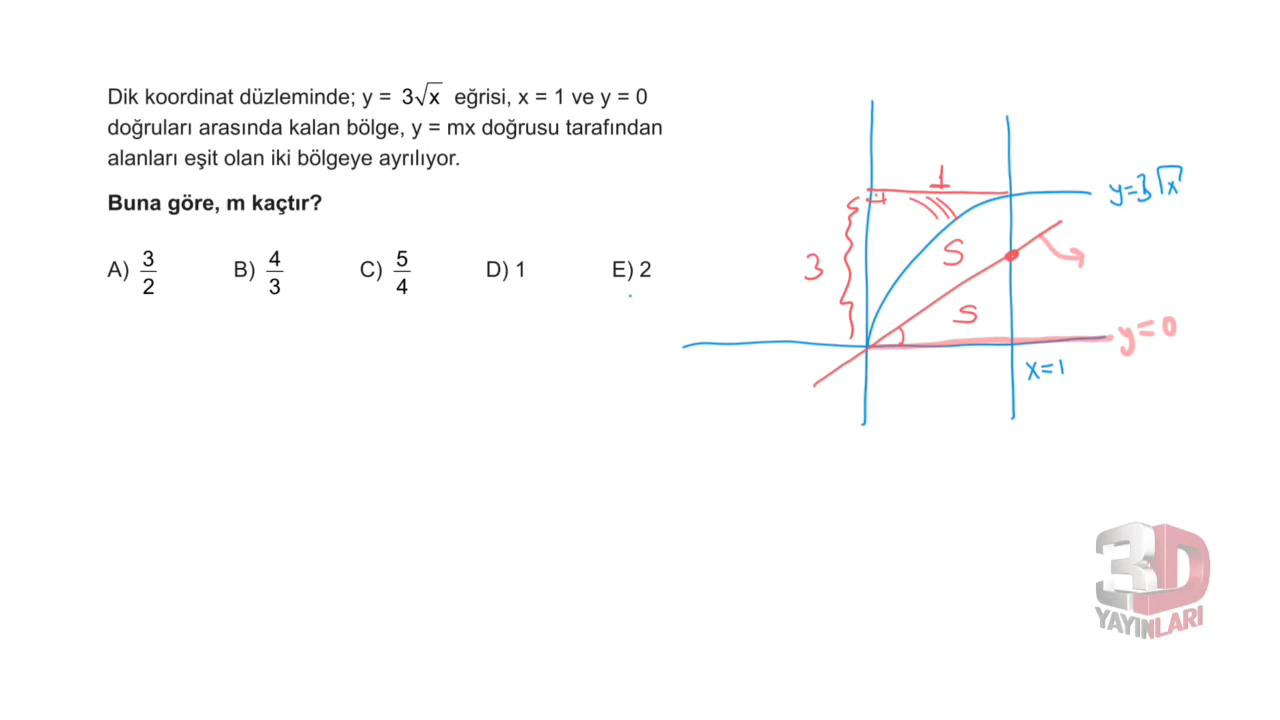 Dik koordinat düzleminde; y = 3√x eğrisi, x = 1 ve y = 0
doğruları arasında kalan bölge, y = mx doğrusu tarafından
alanları eşit olan iki bölgeye ayrılıyor.
Buna göre, m kaçtır?
A) 3/2 B) 4/3 C) 5/4 D) 1 E) 2
1
y=3√x
3
S
S
y=0
x=1
3D
YAYINLARI